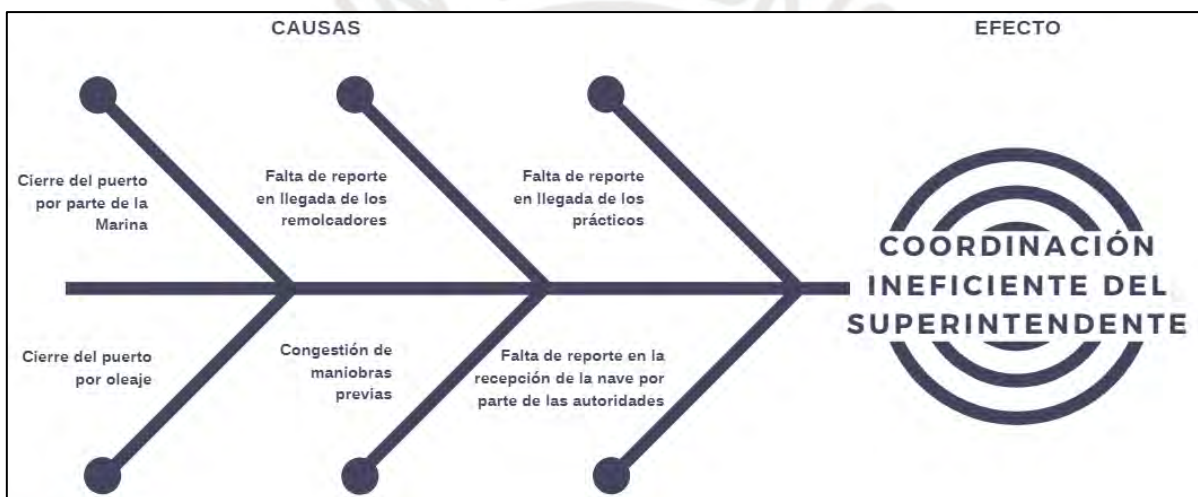 CAUSAS
EFECTO
Cierre del puerto
por parte de la
Marina
Falta de reporte
en llegada de los
remolcadores
Falta de reporte
en llegada de los
prácticos
COORDINACIÓN
INEFICIENTE DEL
SUPERINTENDENTE
Cierre del puerto
por oleaje
Congestión de
maniobras
previas
Falta de reporte en la
recepción de la nave por
parte de las autoridades